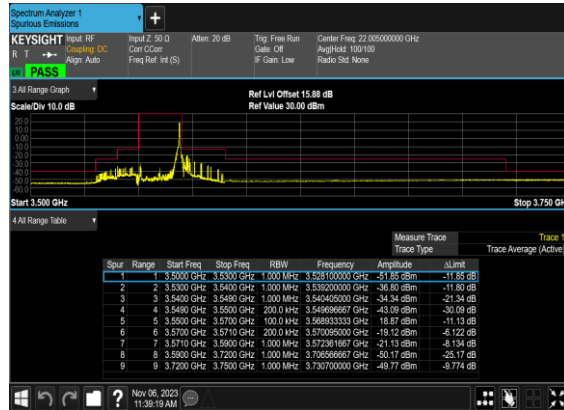 Spectrum Analyzer 1
Spurious Emissions
+
KEYSIGHT Input: RF Input Z: 50 Ω Atten: 20 dB Trig: Free Run Center Freq: 22.005000000 GHz
R T Coupling: DC Corr CCorr Gate: Off Avg|Hold: 100/100
Align: Auto Freq Ref: Int (S) IF Gain: Low Radio Std: None
PASS
3 All Range Graph
Ref Lvl Offset 15.88 dB
Scale/Div 10.0 dB Ref Value 30.00 dBm
20.0
10.0
0.00
-10.0
-20.0
-30.0
-40.0
-50.0
-60.0
Start 3.500 GHz Stop 3.750 GH
4 All Range Table
Measure Trace Trace 1
Trace Type Trace Average (Active)
Spur Range Start Freq Stop Freq RBW Frequency Amplitude ΔLimit
1 1 3.5000 GHz 3.5300 GHz 1.000 MHz 3.528100000 GHz -51.85 dBm -11.85 dB
2 2 3.5300 GHz 3.5400 GHz 1.000 MHz 3.539200000 GHz -36.80 dBm -11.80 dB
3 3 3.5400 GHz 3.5490 GHz 1.000 MHz 3.540405000 GHz -34.34 dBm -21.34 dB
4 4 3.5490 GHz 3.5500 GHz 200.0 kHz 3.549696667 GHz -43.09 dBm -30.09 dB
5 5 3.5500 GHz 3.5700 GHz 100.0 kHz 3.568933333 GHz 18.87 dBm -11.13 dB
6 6 3.5700 GHz 3.5710 GHz 200.0 kHz 3.570095000 GHz -19.12 dBm -6.122 dB
7 7 3.5710 GHz 3.5900 GHz 1.000 MHz 3.572361667 GHz -21.13 dBm -8.134 dB
8 8 3.5900 GHz 3.7200 GHz 1.000 MHz 3.706566667 GHz -50.17 dBm -25.17 dB
9 9 3.7200 GHz 3.7500 GHz 1.000 MHz 3.730700000 GHz -49.77 dBm -9.774 dB
? Nov 06, 2023
11:39:19 AM